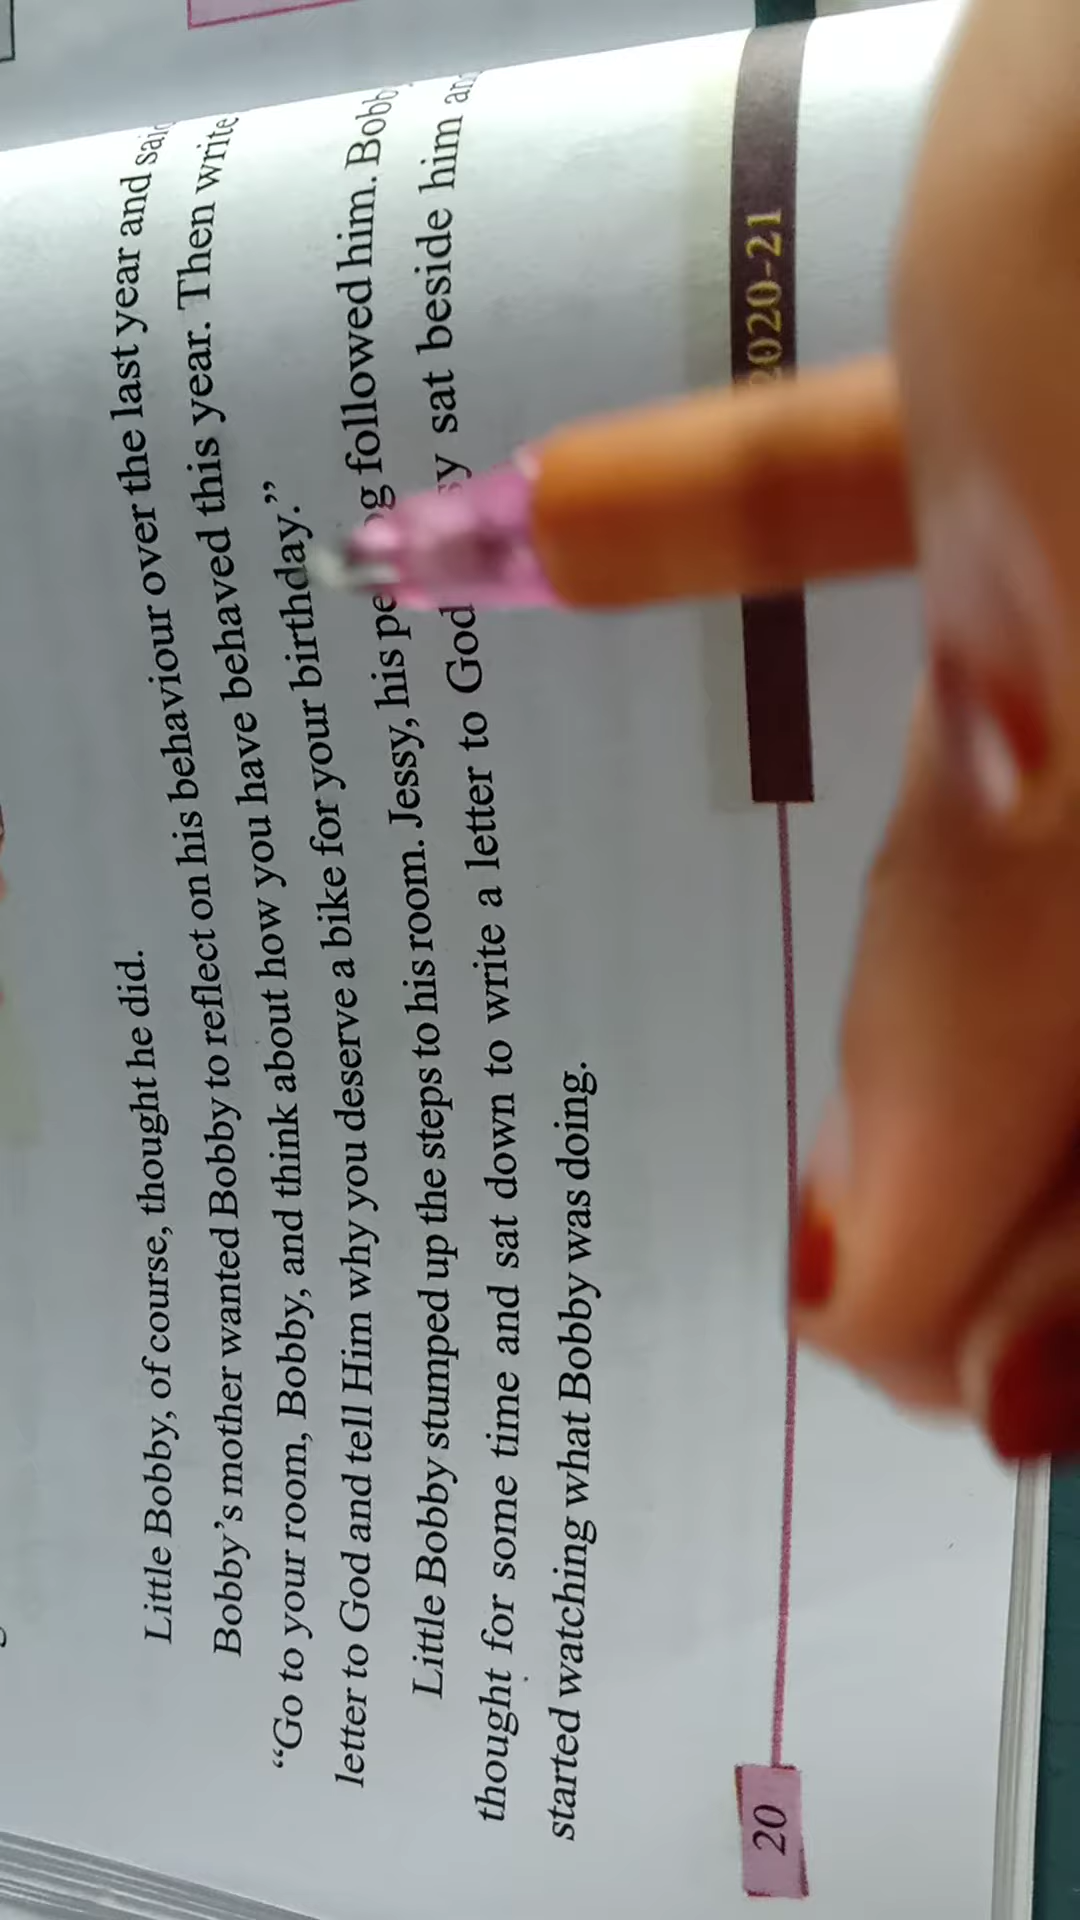 Little Bobby, of course, thought he did.
Bobby's mother wanted Bobby to reflect on his behaviour over the last year and said
"Go to your room, Bobby, and think about how you have behaved this year. Then write
letter to God and tell Him why you deserve a bike for your birthday."
Little Bobby stumped up the steps to his room. Jessy, his followed him. Bobby
thought for some time and sat down to write a letter to God sat beside him
started watching what Bobby was doing.
20
2020-21